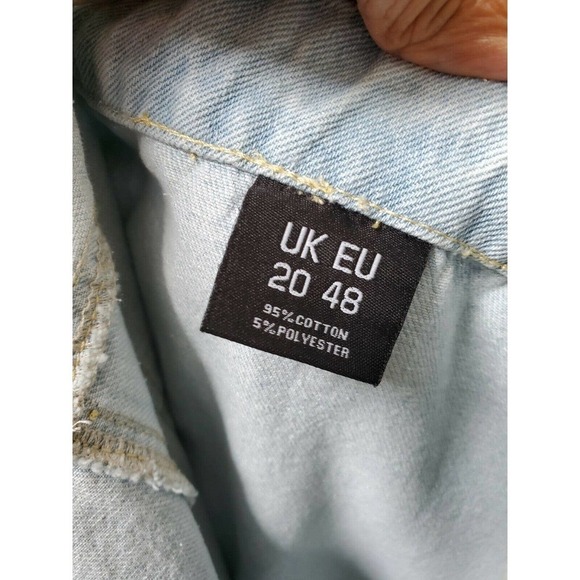 UK EU
20 48
95%COTTON
5%POLYESTER